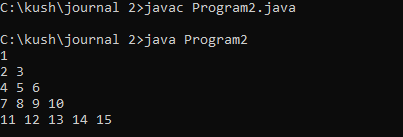 C:\kush\journal 2>javac Program2.java
C:\kush\journal 2>java Program2
1
2 3
4 5 6
7 8 9 10
11 12 13 14 15